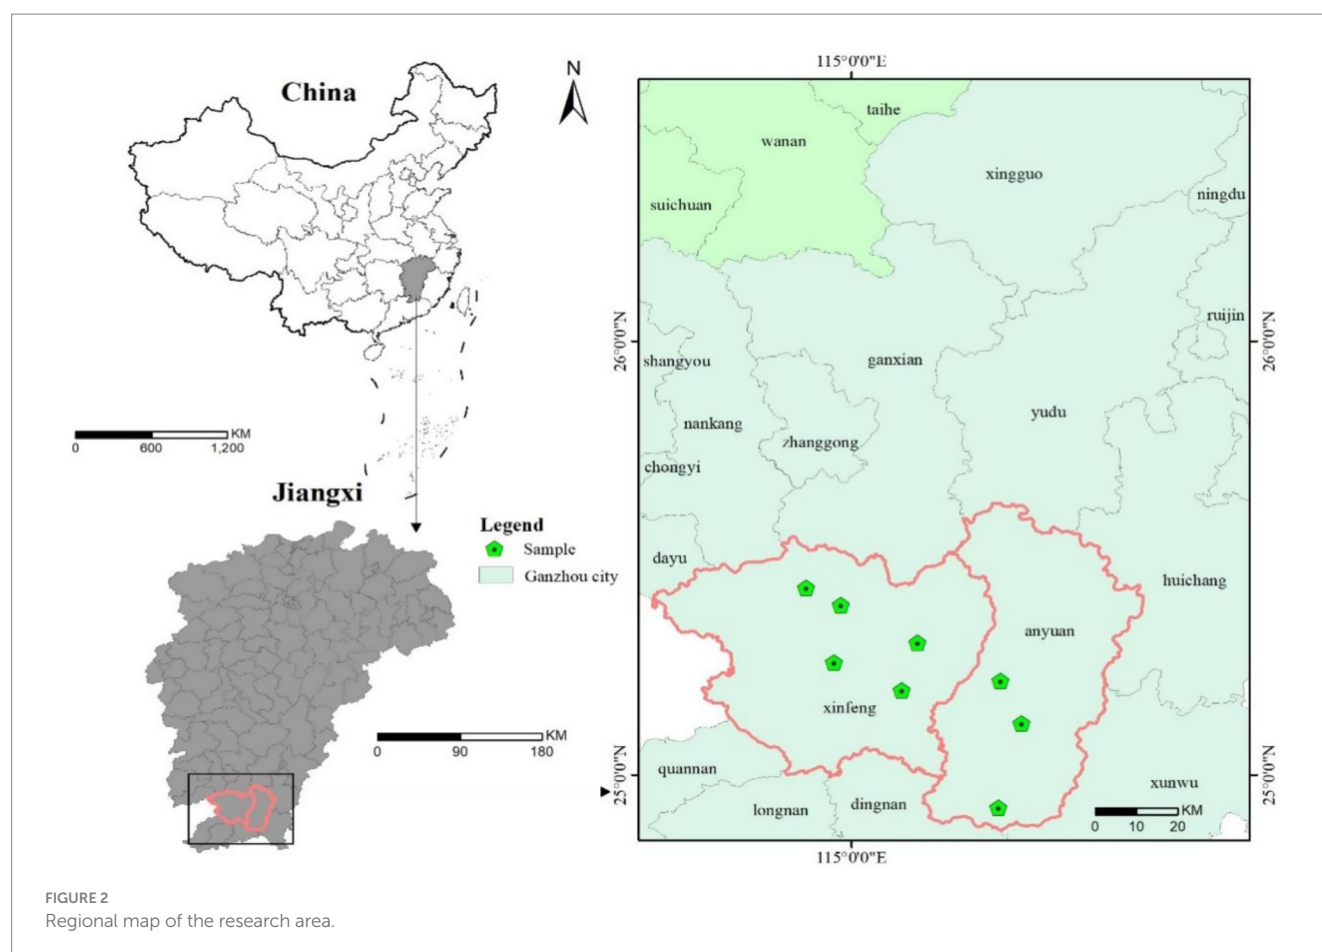 China
N
0 600 1,200 KM
Jiangxi
Legend
Sample
Ganzhou city
0 90 180 KM
115°0'0"E
taihe
wanan
xingguo
ningdu
suichuan
26°0'0"N
26°0'0"N
ruijin
shangyou
ganxian
yudu
nankang
zhanggong
chongyi
dayu
huichang
anyuan
xinfeng
25°0'0"N
25°0'0"N
quannan
xunwu
longnan
dingnan
0 10 20 KM
115°0'0"E
FIGURE 2
Regional map of the research area.